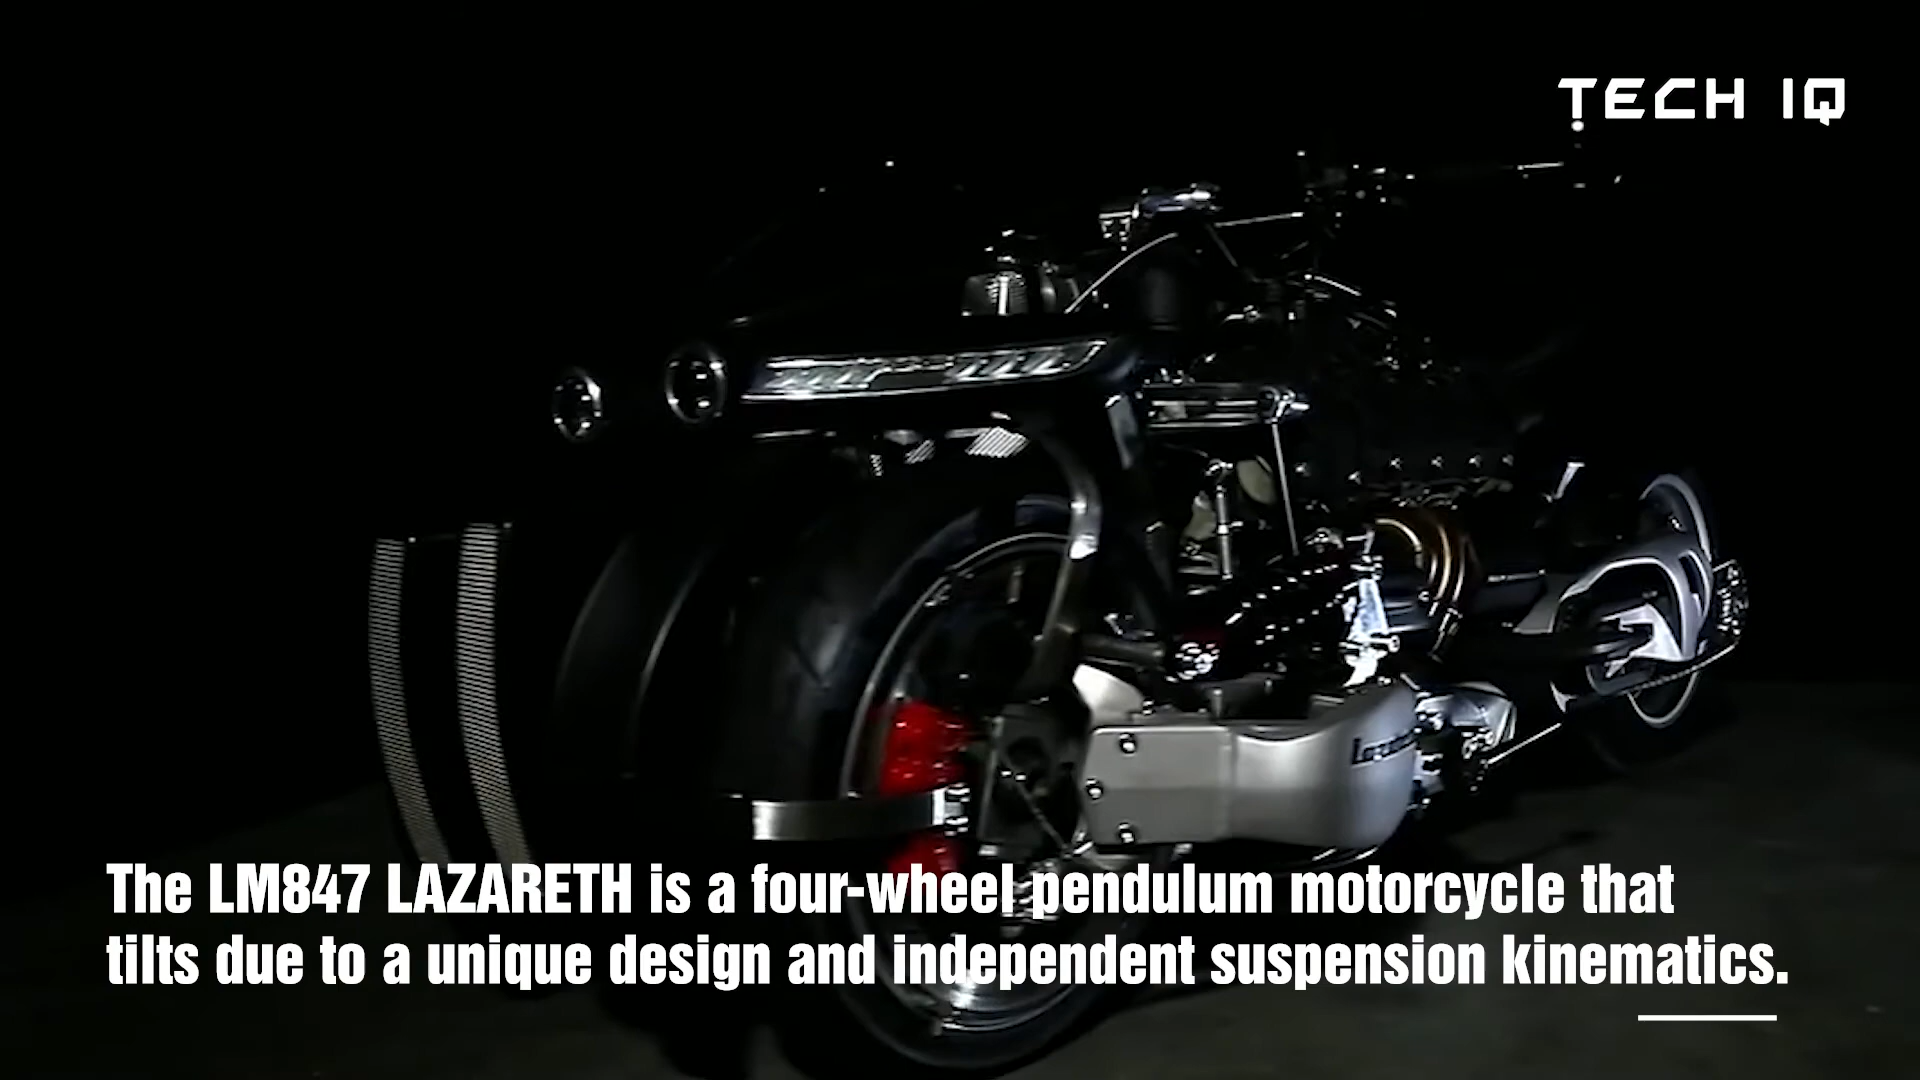 TECH IQ
Lazareth
The LM847 LAZARETH is a four-wheel pendulum motorcycle that
tilts due to a unique design and independent suspension kinematics.